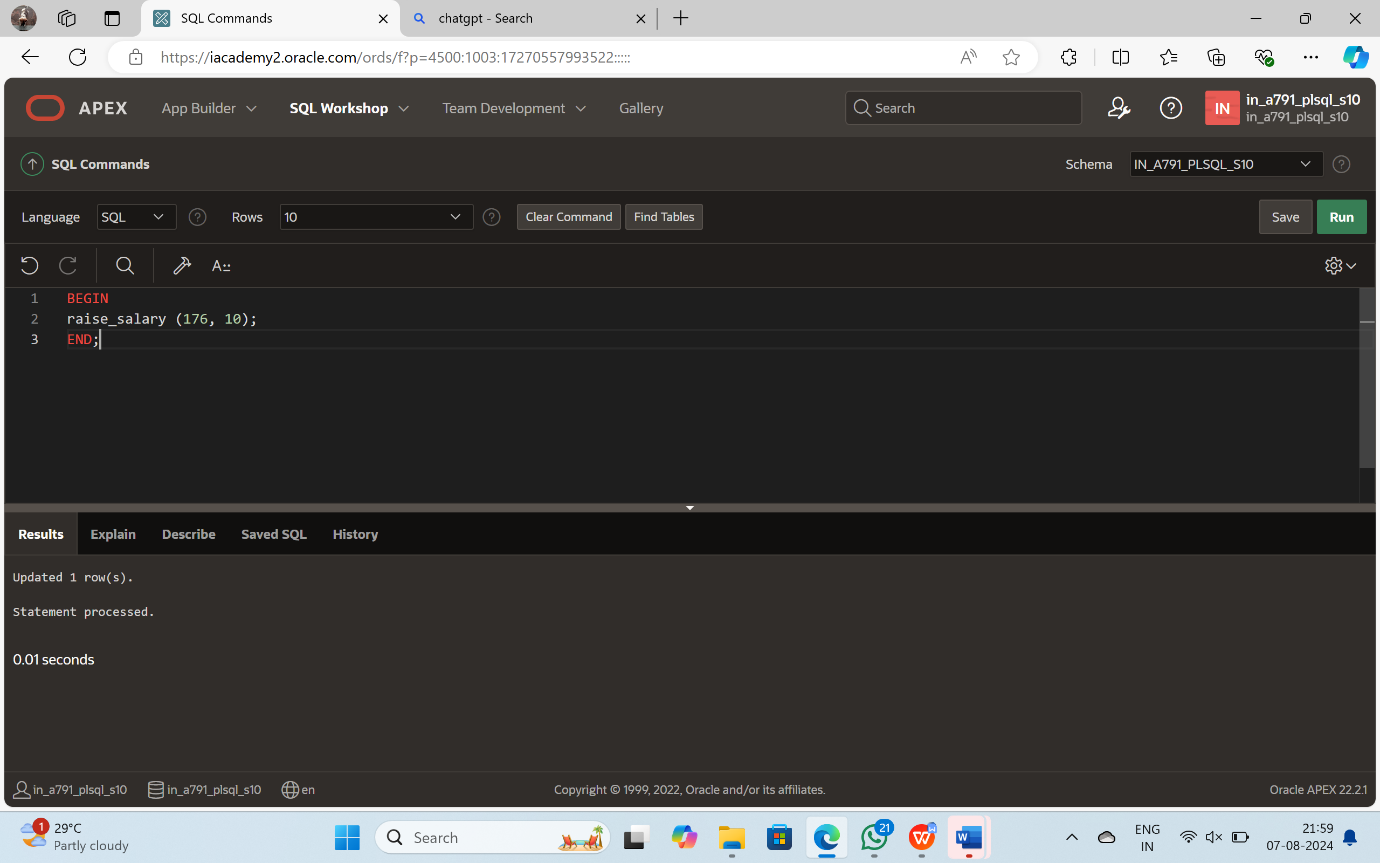 SQL Commands
chatgpt - Search
https://iacademy2.oracle.com/ords/f?p=4500:1003:17270557993522:::::
APEX App Builder SQL Workshop Team Development Gallery Search IN in_a791_plsql_s10
in_a791_plsql_s10
SQL Commands Schema IN_A791_PLSQL_S10
Language SQL Rows 10 Clear Command Find Tables Save Run
1 BEGIN
2 raise_salary (176, 10);
3 END;
Results Explain Describe Saved SQL History
Updated 1 row(s).
Statement processed.
0.01 seconds
in_a791_plsql_s10 in_a791_plsql_s10 en Copyright © 1999, 2022, Oracle and/or its affiliates. Oracle APEX 22.2.1
1 29°C
Partly cloudy
Search
21
W
ENG
IN
21:59
07-08-2024